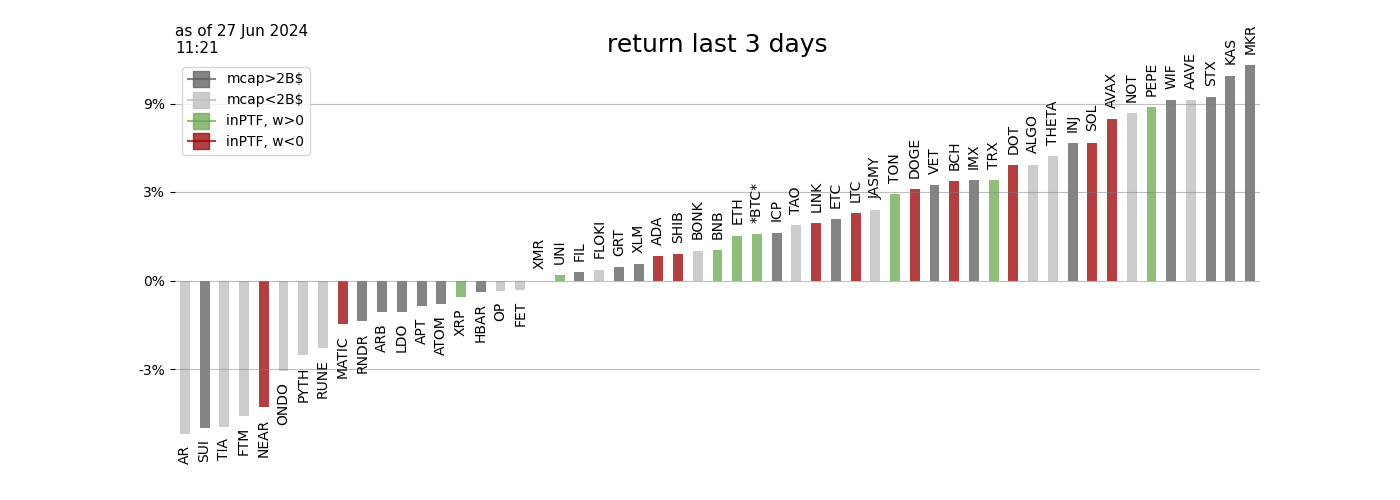 as of 27 Jun 2024
11:21
return last 3 days
mcap>2B$
mcap<2B$
inPTF, w>0
inPTF, w<0
9%
3%
0%
-3%
AR
SUI
TIA
FTM
NEAR
ONDO
PYTH
RUNE
MATIC
RNDR
ARB
LDO
APT
ATOM
XRP
HBAR
OP
FET
XMR
UNI
FIL
FLOKI
GRT
XLM
ADA
SHIB
BONK
BNB
ETH
*BTC*
ICP
TAO
LINK
ETC
LTC
JASMY
TON
DOGE
VET
BCH
IMX
TRX
DOT
ALGO
THETA
INJ
SOL
AVAX
NOT
PEPE
WIF
AAVE
STX
KAS
MKR